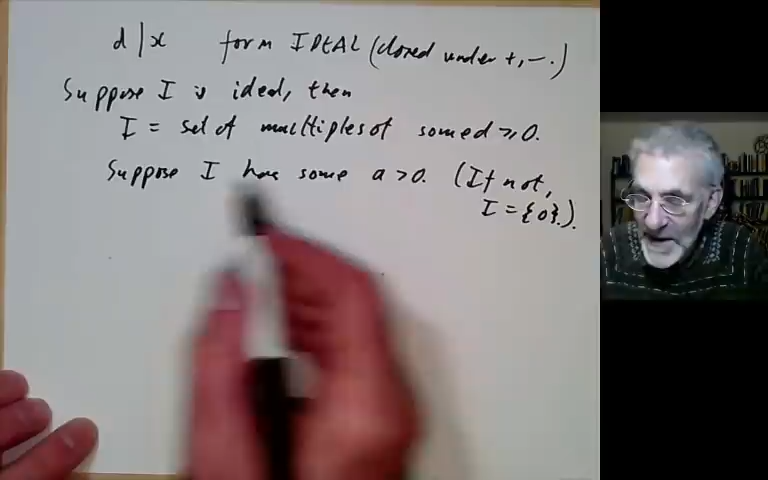 d | x form IDEAL (closed under +, -.)
Suppose I is ideal, then
I = set of multiples of some d ≥ 0.
Suppose I has some a > 0. (If not,
I = {0}.).